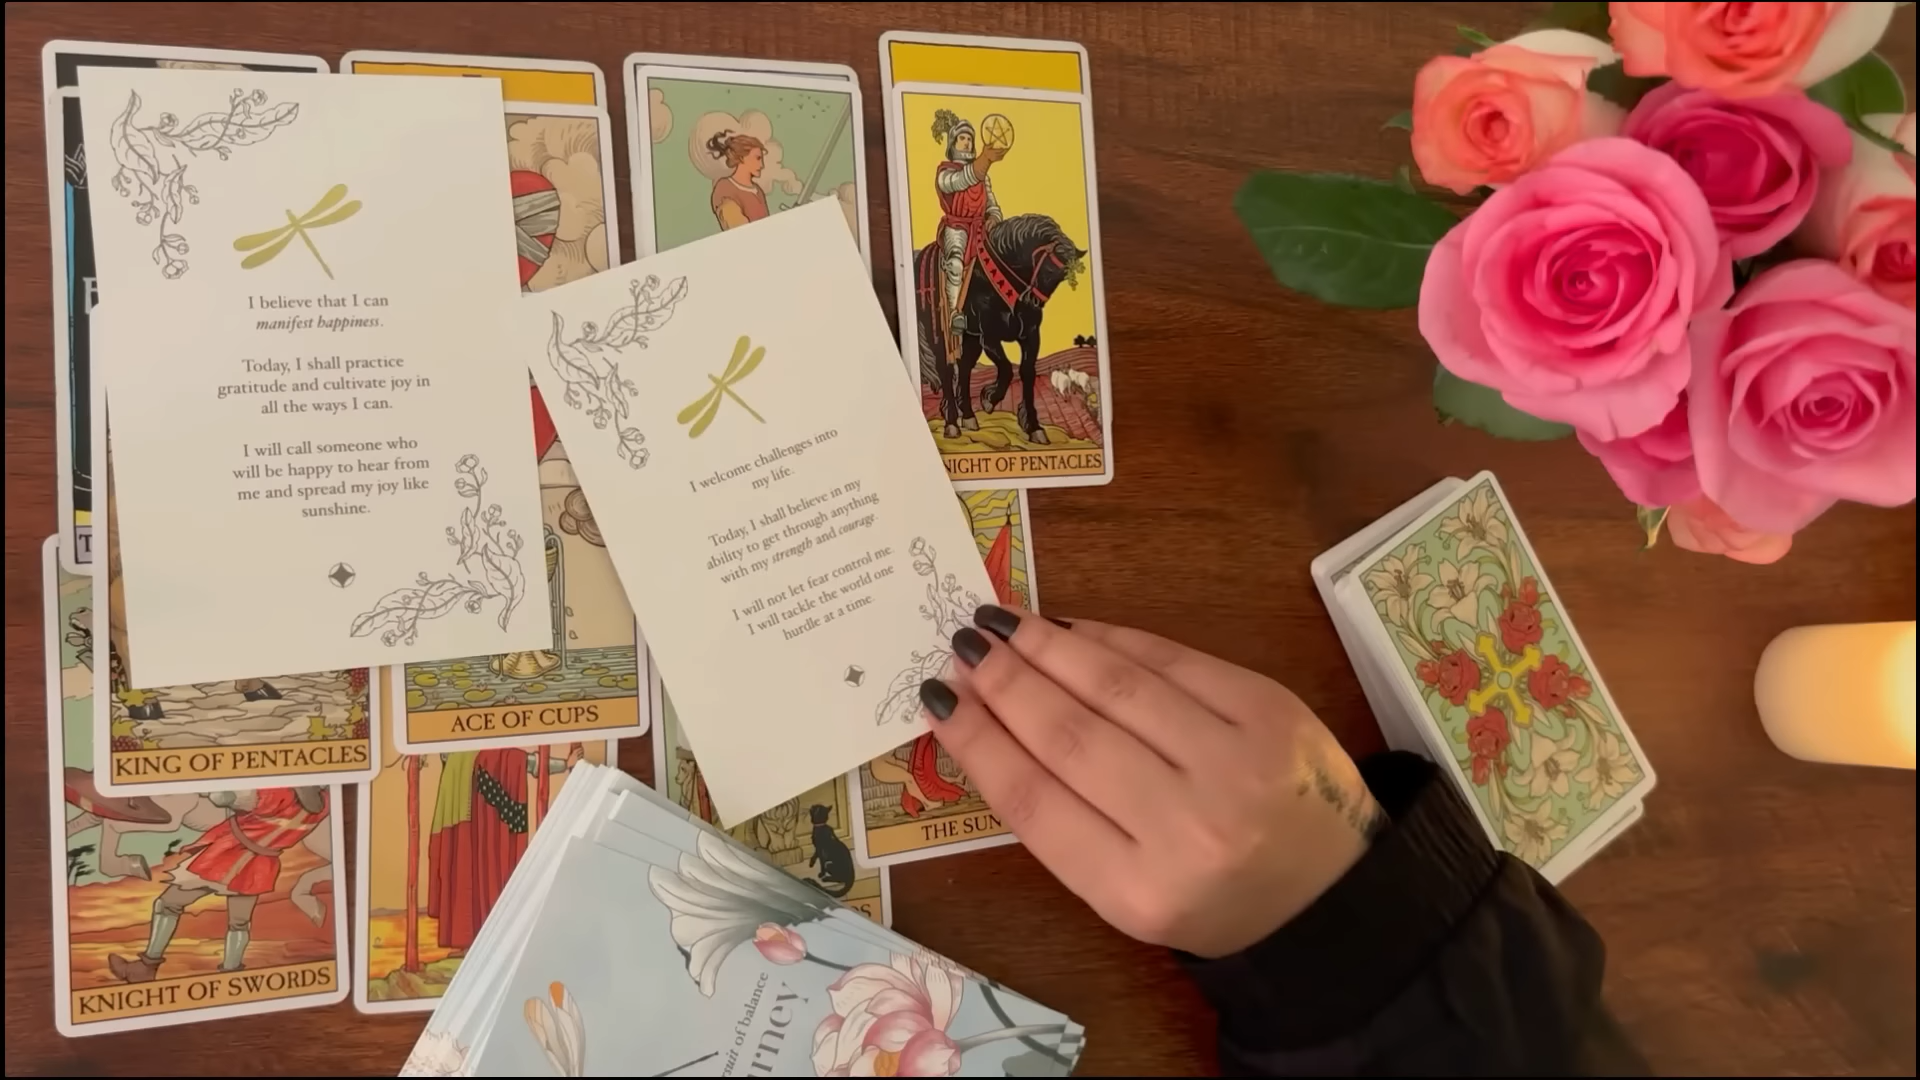 I believe that I can
manifest happiness.
Today, I shall practice
gratitude and cultivate joy in
all the ways I can.
I will call someone who
will be happy to hear from
me and spread my joy like
sunshine.
I welcome challenges into
my life.
Today, I shall believe in my
ability to get through anything
with my strength and courage.
I will not let fear control me.
I will tackle the world one
hurdle at a time.
NIGHT OF PENTACLES
ACE OF CUPS
KING OF PENTACLES
THE SUN
KNIGHT OF SWORDS
of balance